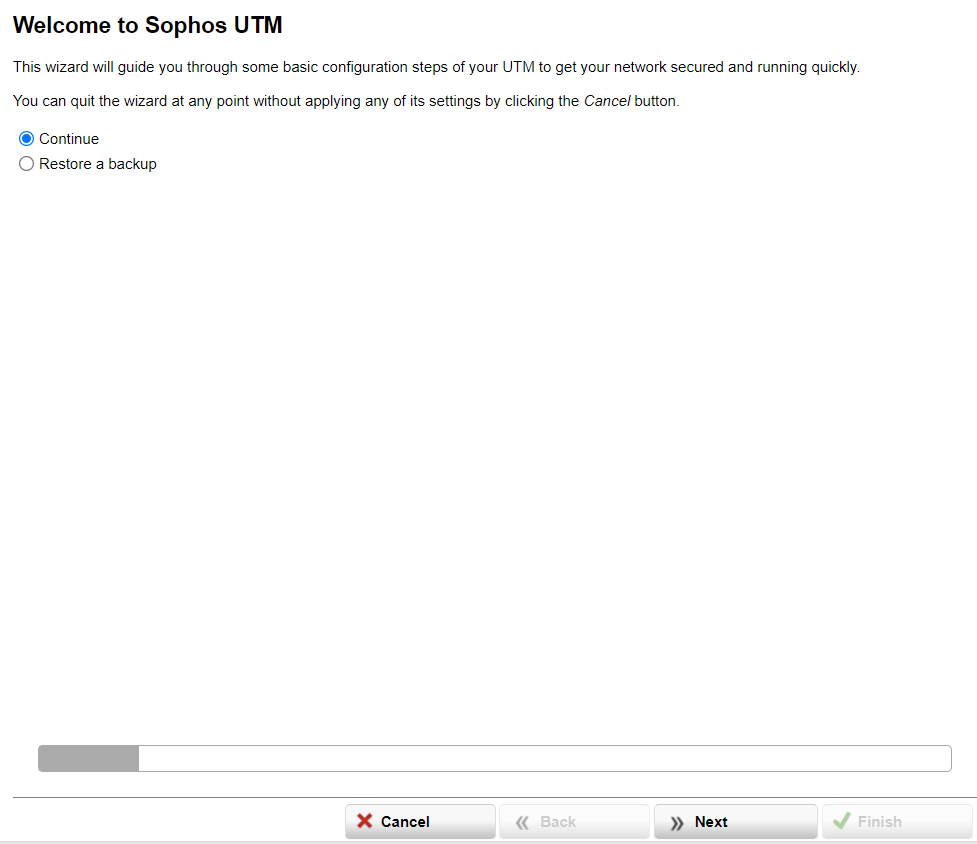 Welcome to Sophos UTM
This wizard will guide you through some basic configuration steps of your UTM to get your network secured and running quickly.
You can quit the wizard at any point without applying any of its settings by clicking the Cancel button.
Continue
Restore a backup
Cancel
Back
Next
Finish